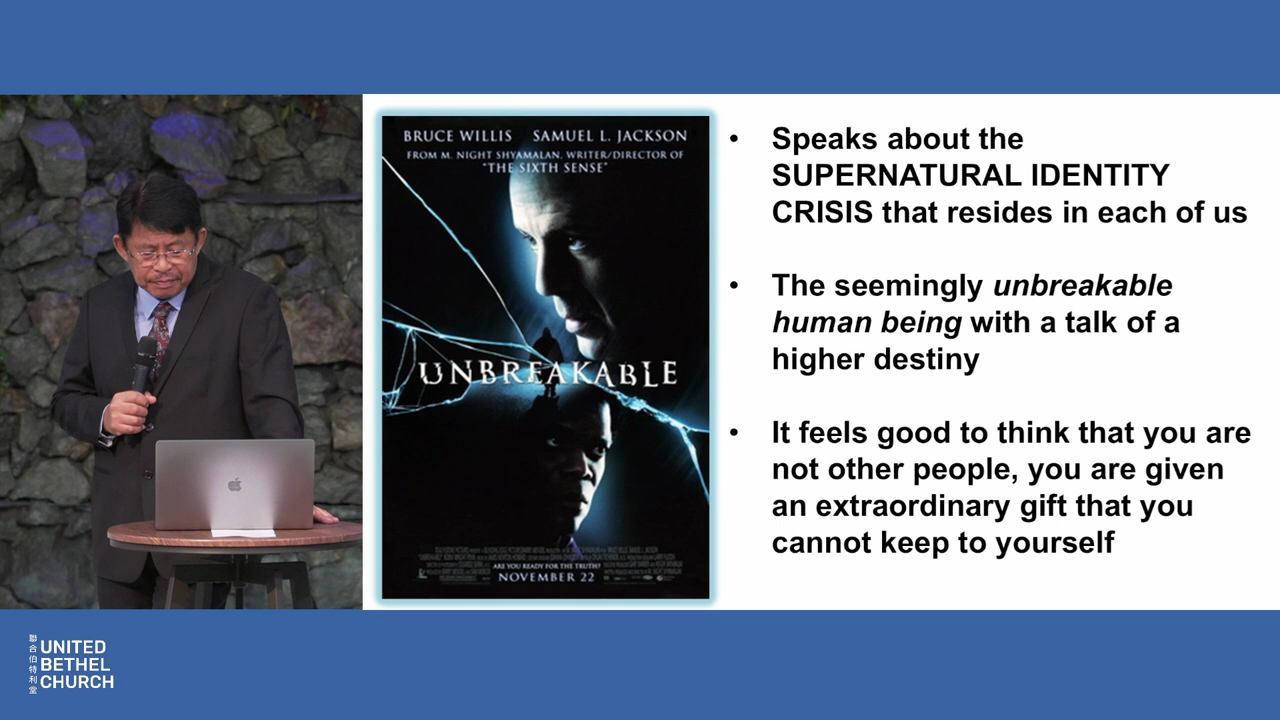 BRUCE WILLIS SAMUEL L. JACKSON
FROM M. NIGHT SHYAMALAN, WRITER/DIRECTOR OF
"THE SIXTH SENSE"
UNBREAKABLE
ARE YOU READY FOR THE TRUTH?
NOVEMBER 22
• Speaks about the
SUPERNATURAL IDENTITY
CRISIS that resides in each of us
• The seemingly unbreakable
human being with a talk of a
higher destiny
• It feels good to think that you are
not other people, you are given
an extraordinary gift that you
cannot keep to yourself
聯合伯特利堂
UNITED
BETHEL
CHURCH